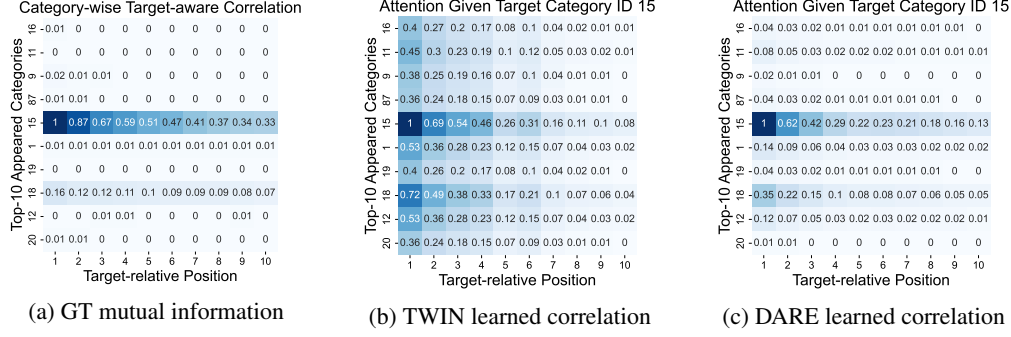 Category-wise Target-aware Correlation
Top-10 Appeared Categories
16 0.01 0 0 0 0 0 0 0 0 0
11 0 0 0 0 0 0 0 0 0 0
9 0.02 0.01 0.01 0 0 0 0 0 0 0
87 0.01 0.01 0 0 0 0 0 0 0 0
15 1 0.87 0.67 0.59 0.51 0.47 0.41 0.37 0.34 0.33
1 0.01 0.01 0.01 0.01 0.01 0.01 0.01 0.01 0.01 0.01
19 0 0 0 0 0 0 0 0 0 0
18 0.16 0.12 0.12 0.11 0.1 0.09 0.09 0.09 0.08 0.07
12 0 0 0.01 0.01 0 0 0 0 0.01 0
20 0.01 0.01 0 0 0 0 0 0 0 0
1 2 3 4 5 6 7 8 9 10
Target-relative Position
(a) GT mutual information
Attention Given Target Category ID 15
Top-10 Appeared Categories
16 0.4 0.27 0.2 0.17 0.08 0.1 0.04 0.02 0.01 0.01
11 0.45 0.3 0.23 0.19 0.1 0.12 0.05 0.03 0.02 0.01
9 0.38 0.25 0.19 0.16 0.07 0.1 0.04 0.01 0.01 0
87 0.36 0.24 0.18 0.15 0.07 0.09 0.03 0.01 0.01 0
15 1 0.69 0.54 0.46 0.26 0.31 0.16 0.11 0.1 0.08
1 0.53 0.36 0.28 0.23 0.12 0.15 0.07 0.04 0.03 0.02
19 0.4 0.26 0.2 0.17 0.08 0.1 0.04 0.02 0.01 0.01
18 0.72 0.49 0.38 0.33 0.17 0.21 0.1 0.07 0.06 0.04
12 0.53 0.36 0.28 0.23 0.12 0.15 0.07 0.04 0.03 0.02
20 0.36 0.24 0.18 0.15 0.07 0.09 0.03 0.01 0.01 0
1 2 3 4 5 6 7 8 9 10
Target-relative Position
(b) TWIN learned correlation
Attention Given Target Category ID 15
Top-10 Appeared Categories
16 0.04 0.03 0.02 0.01 0.01 0.01 0.01 0.01 0.01 0
11 0.08 0.05 0.03 0.02 0.02 0.02 0.02 0.01 0.01 0.01
9 0.02 0.01 0.01 0 0 0 0 0 0 0
87 0.04 0.03 0.02 0.01 0.01 0.01 0.01 0.01 0 0
15 1 0.62 0.42 0.29 0.22 0.23 0.21 0.18 0.16 0.13
1 0.14 0.09 0.06 0.04 0.03 0.03 0.03 0.02 0.02 0.02
19 0.04 0.03 0.02 0.01 0.01 0.01 0.01 0.01 0 0
18 0.35 0.22 0.15 0.1 0.08 0.08 0.07 0.06 0.05 0.05
12 0.12 0.07 0.05 0.03 0.02 0.03 0.02 0.02 0.02 0.01
20 0.01 0.01 0 0 0 0 0 0 0 0
1 2 3 4 5 6 7 8 9 10
Target-relative Position
(c) DARE learned correlation